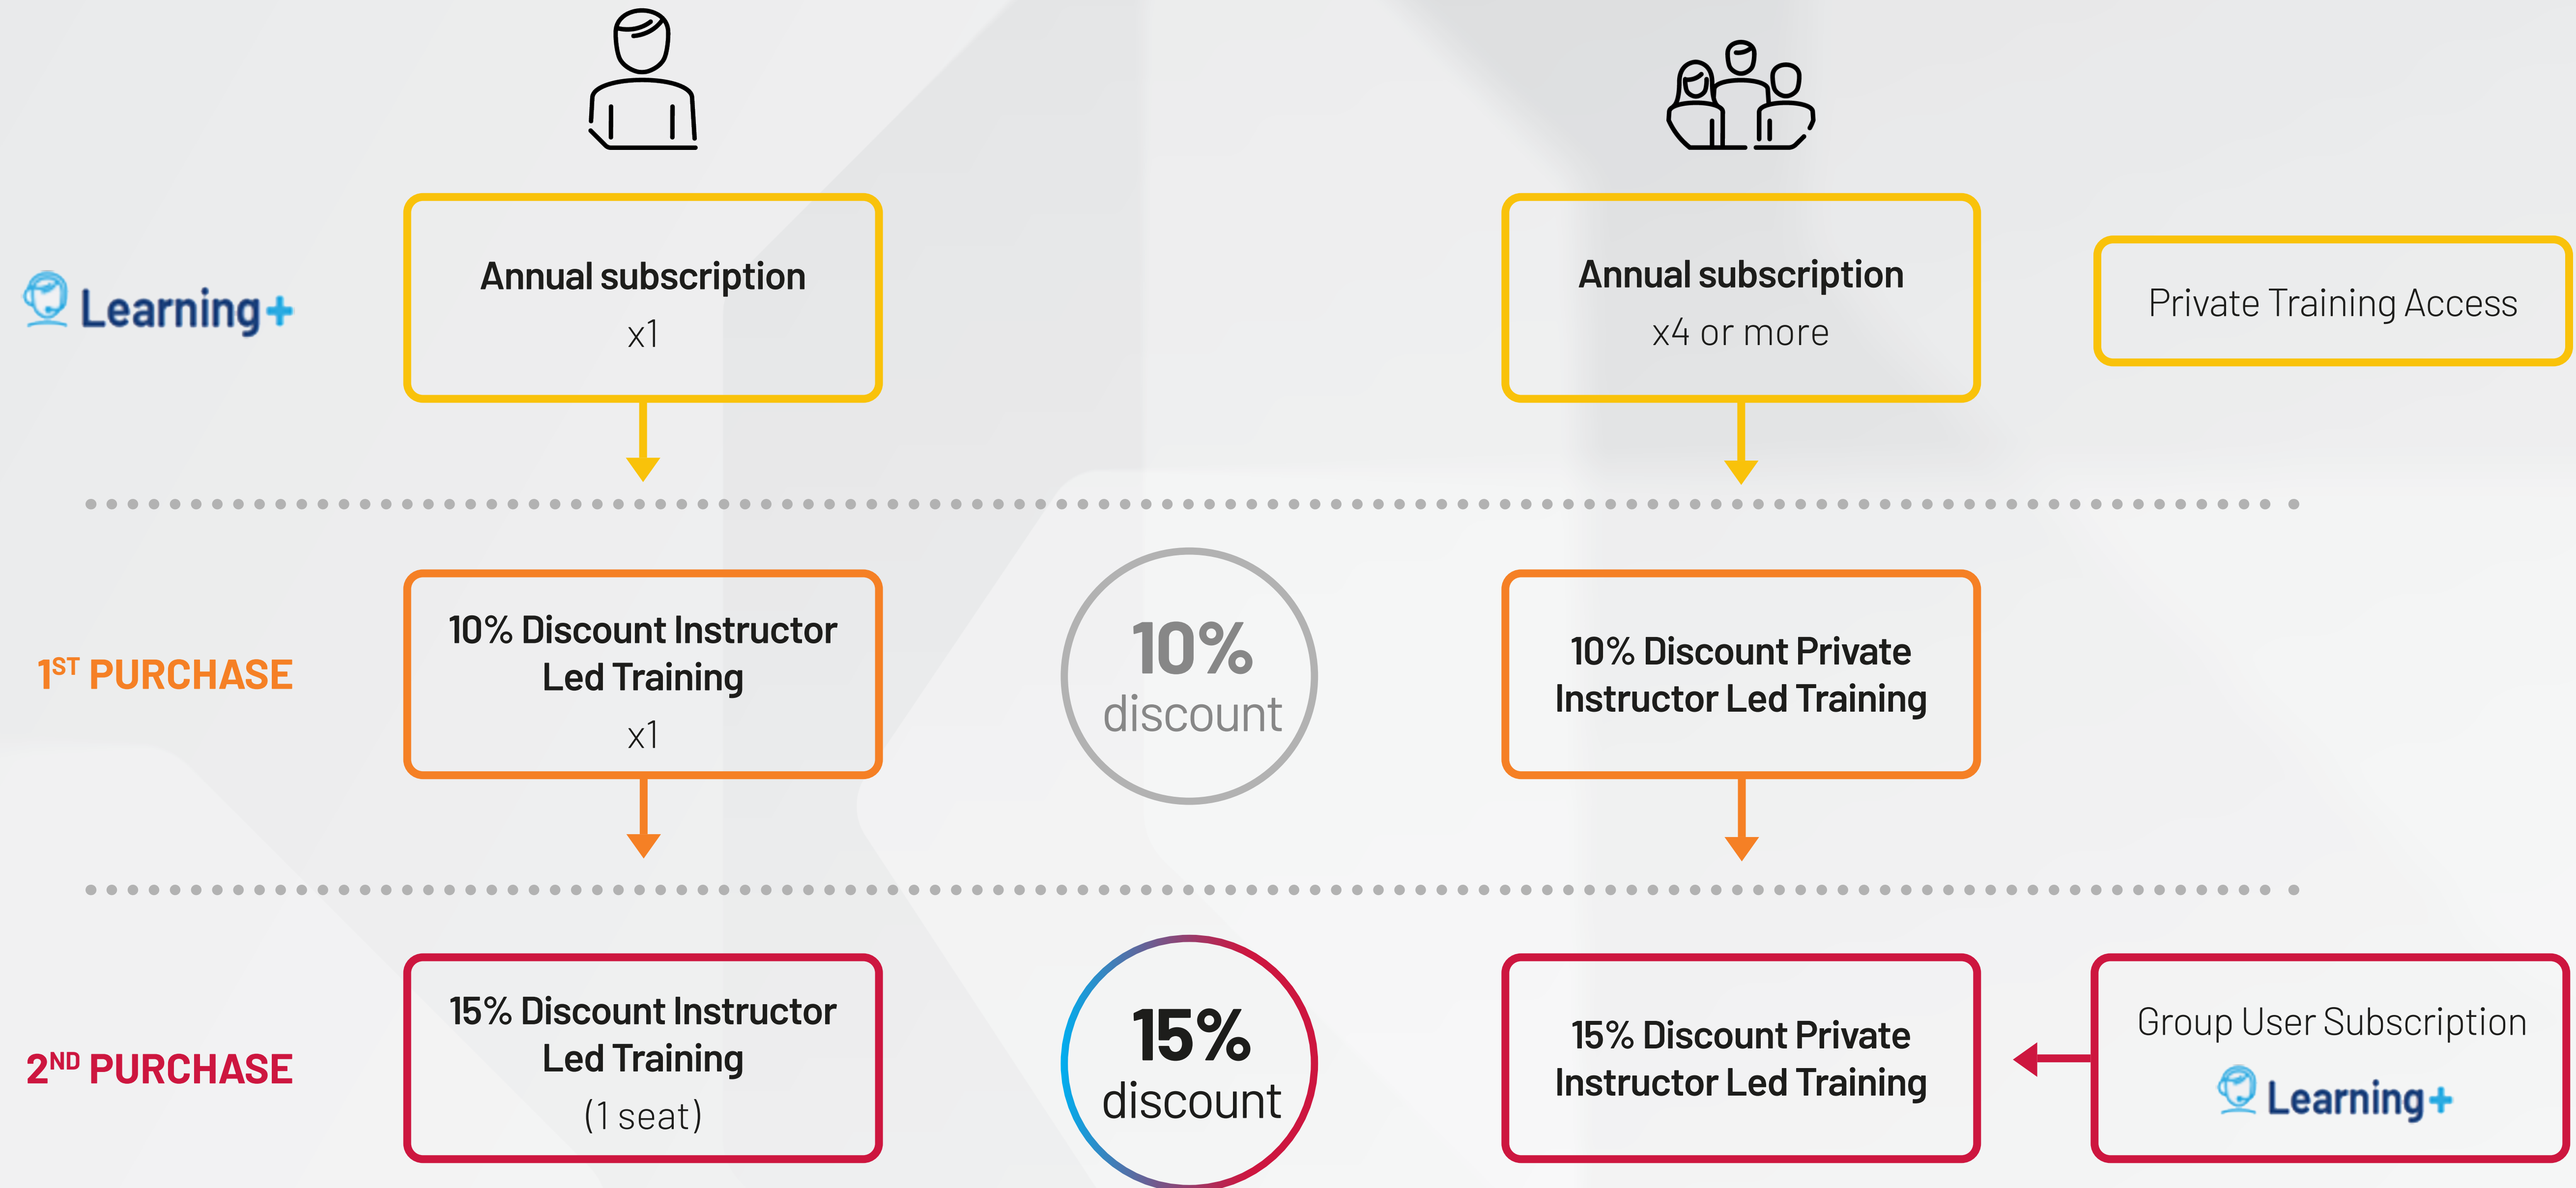 Learning+
Annual subscription
x1
Annual subscription
x4 or more
Private Training Access
1ST PURCHASE
10% Discount Instructor
Led Training
x1
10%
discount
10% Discount Private
Instructor Led Training
2ND PURCHASE
15% Discount Instructor
Led Training
(1 seat)
15%
discount
15% Discount Private
Instructor Led Training
Group User Subscription
Learning+